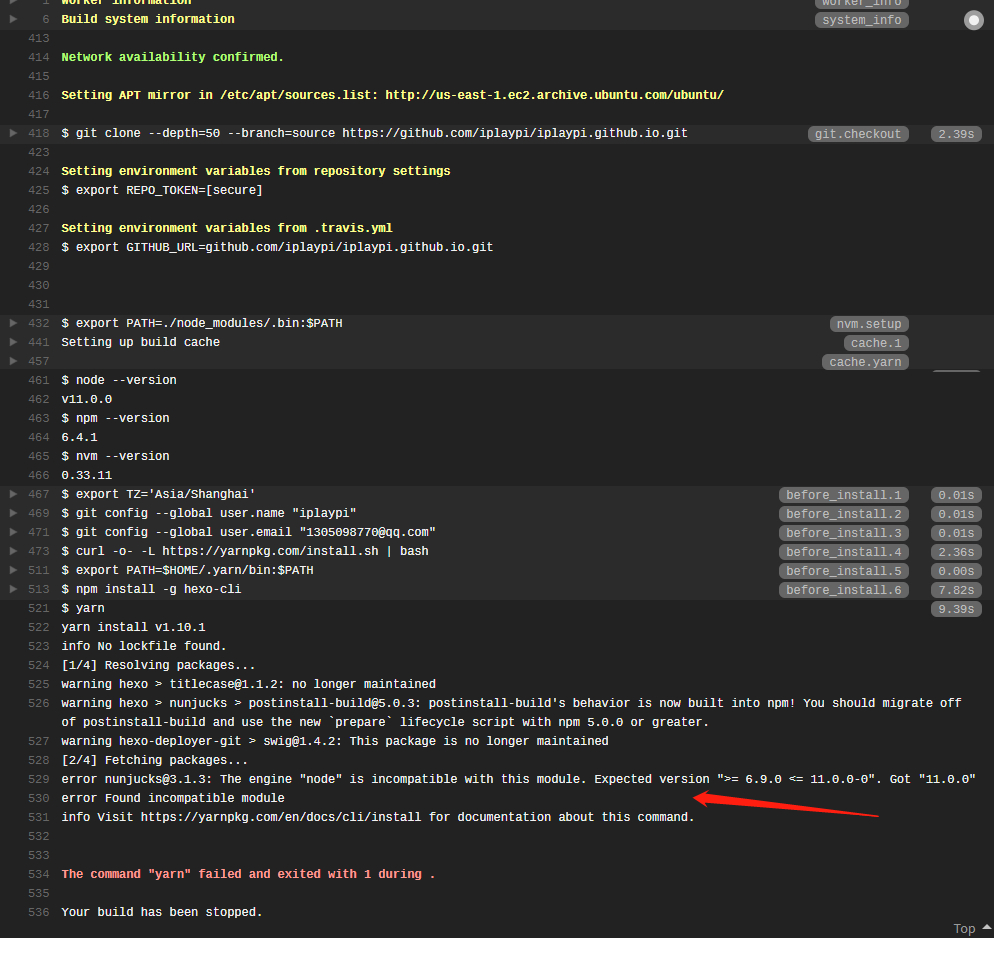 1 Worker information worker_info
6 Build system information system_info
413
414 Network availability confirmed.
415
416 Setting APT mirror in /etc/apt/sources.list: http://us-east-1.ec2.archive.ubuntu.com/ubuntu/
417
418 $ git clone --depth=50 --branch=source https://github.com/iplaypi/iplaypi.github.io.git git.checkout 2.39s
423
424 Setting environment variables from repository settings
425 $ export REPO_TOKEN=[secure]
426
427 Setting environment variables from .travis.yml
428 $ export GITHUB_URL=github.com/iplaypi/iplaypi.github.io.git
429
430
431
432 $ export PATH=./node_modules/.bin:$PATH nvm.setup
441 Setting up build cache cache.1
457 cache.yarn
461 $ node --version
462 v11.0.0
463 $ npm --version
464 6.4.1
465 $ nvm --version
466 0.33.11
467 $ export TZ='Asia/Shanghai' before_install.1 0.01s
469 $ git config --global user.name "iplaypi" before_install.2 0.01s
471 $ git config --global user.email "1305098770@qq.com" before_install.3 0.01s
473 $ curl -o- -L https://yarnpkg.com/install.sh | bash before_install.4 2.36s
511 $ export PATH=$HOME/.yarn/bin:$PATH before_install.5 0.00s
513 $ npm install -g hexo-cli before_install.6 7.82s
521 $ yarn 9.39s
522 yarn install v1.10.1
523 info No lockfile found.
524 [1/4] Resolving packages...
525 warning hexo > titlecase@1.1.2: no longer maintained
526 warning hexo > nunjucks > postinstall-build@5.0.3: postinstall-build's behavior is now built into npm! You should migrate off
of postinstall-build and use the new `prepare` lifecycle script with npm 5.0.0 or greater.
527 warning hexo-deployer-git > swig@1.4.2: This package is no longer maintained
528 [2/4] Fetching packages...
529 error nunjucks@3.1.3: The engine "node" is incompatible with this module. Expected version ">= 6.9.0 <= 11.0.0-0". Got "11.0.0"
530 error Found incompatible module
531 info Visit https://yarnpkg.com/en/docs/cli/install for documentation about this command.
532
533
534 The command "yarn" failed and exited with 1 during .
535
536 Your build has been stopped.
Top